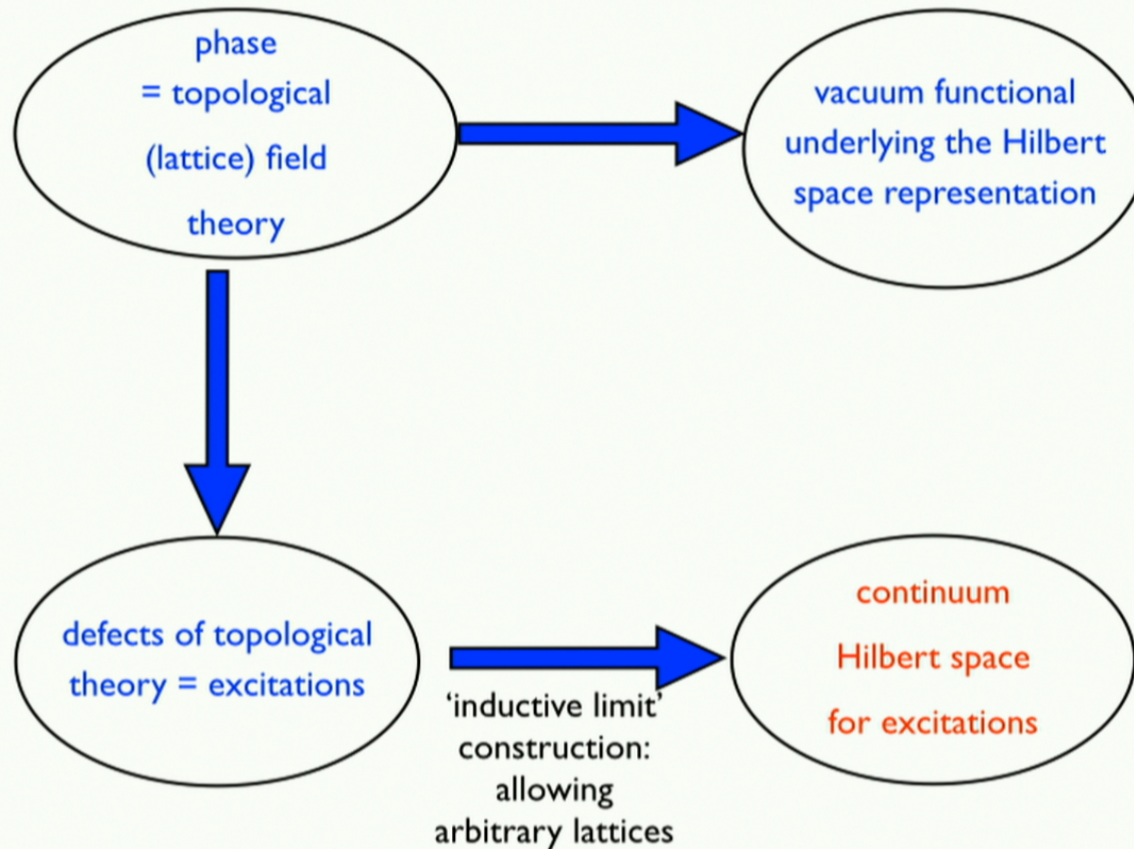 phase
= topological
(lattice) field
theory
vacuum functional
underlying the Hilbert
space representation
defects of topological
theory = excitations
‘inductive limit’
construction:
allowing
arbitrary lattices
continuum
Hilbert space
for excitations